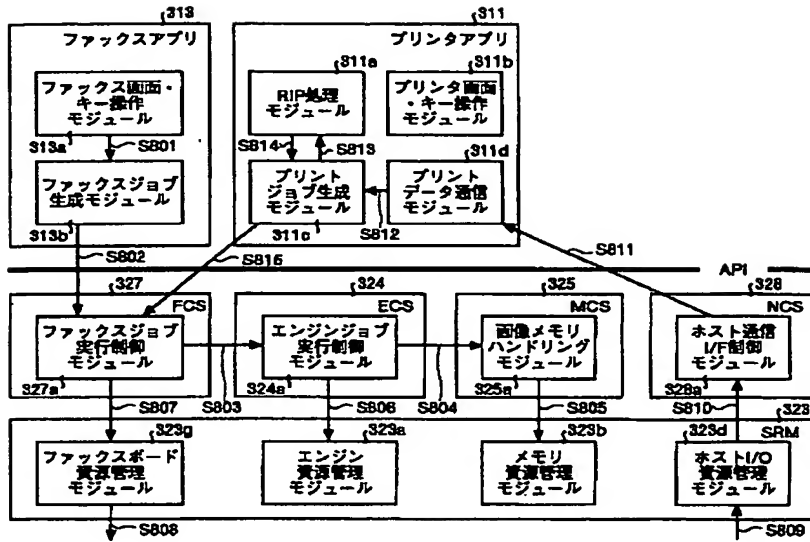 313
311
ファックスアプリ
プリンタアプリ
311a
311b
ファックス画面・
キー操作
モジュール
RIP処理
モジュール
プリンタ画面
・キー操作
モジュール
313a
S801
S814
S813
311d
ファックスジョブ
生成モジュール
プリント
ジョブ生成
モジュール
プリント
データ通信
モジュール
313b
311c
S812
S802
S815
S811
API
327
324
325
328
FCS
ECS
MCS
NCS
ファックスジョブ
実行制御
モジュール
エンジンジョブ
実行制御
モジュール
画像メモリ
ハンドリング
モジュール
ホスト通信
I/F制御
モジュール
327a
324a
325a
328a
S807
S803
S806
S804
S805
S810
323
323g
323a
323b
323d
SRM
ファックスボード
資源管理
モジュール
エンジン
資源管理
モジュール
メモリ
資源管理
モジュール
ホストI/O
資源管理
モジュール
S808
S809